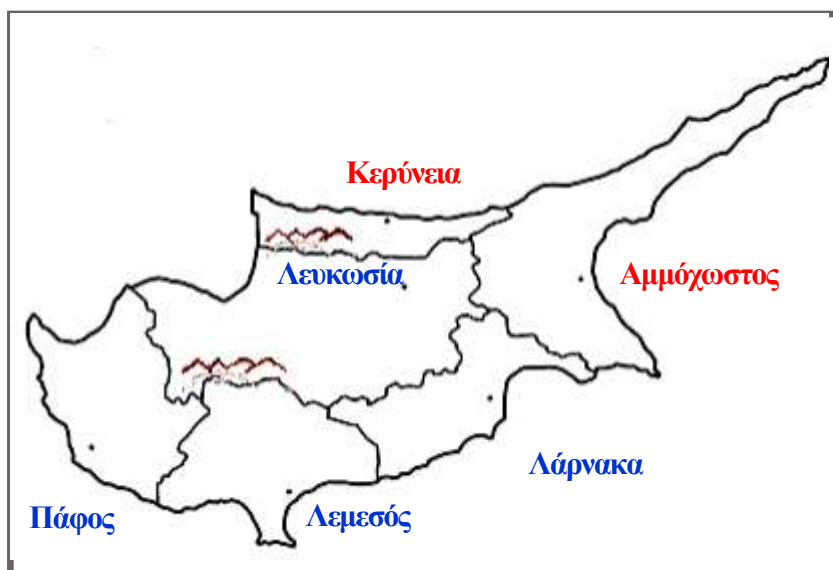 Κερύνεια
Λευκωσία
Αμμόχωστος
Λάρνακα
Πάφος
Λεμεσός